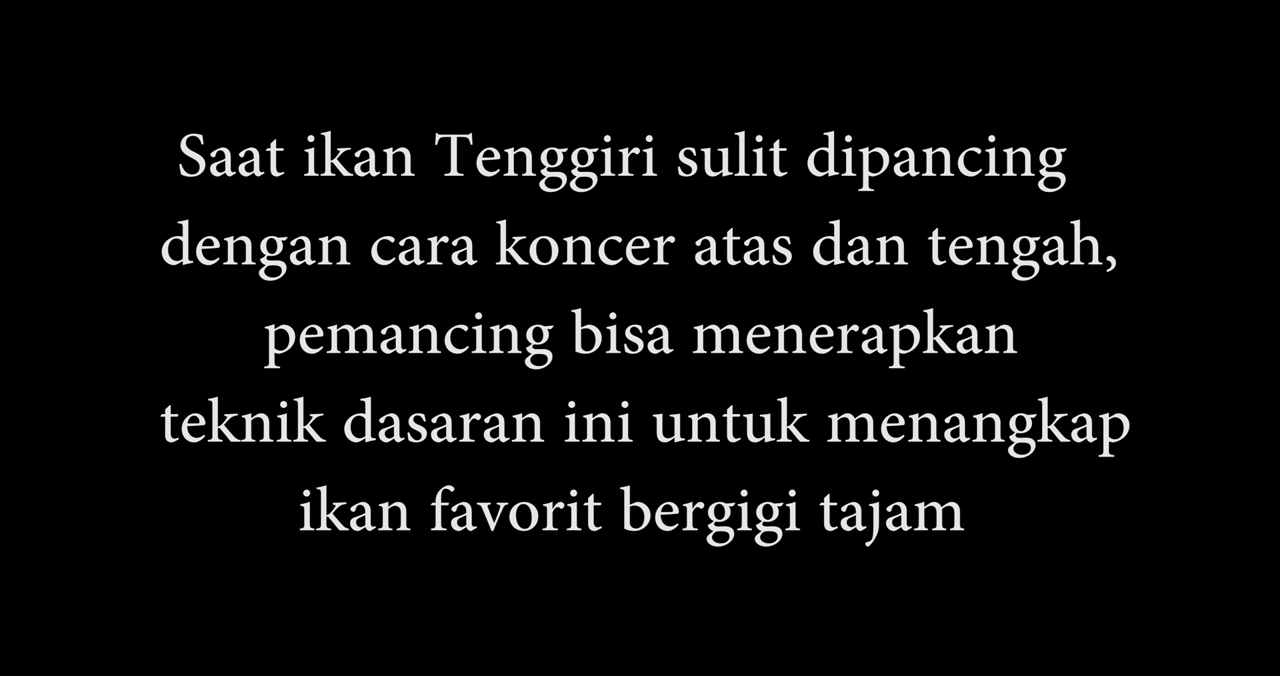 Saat ikan Tenggiri sulit dipancing
dengan cara koncer atas dan tengah,
pemancing bisa menerapkan
teknik dasaran ini untuk menangkap
ikan favorit bergigi tajam